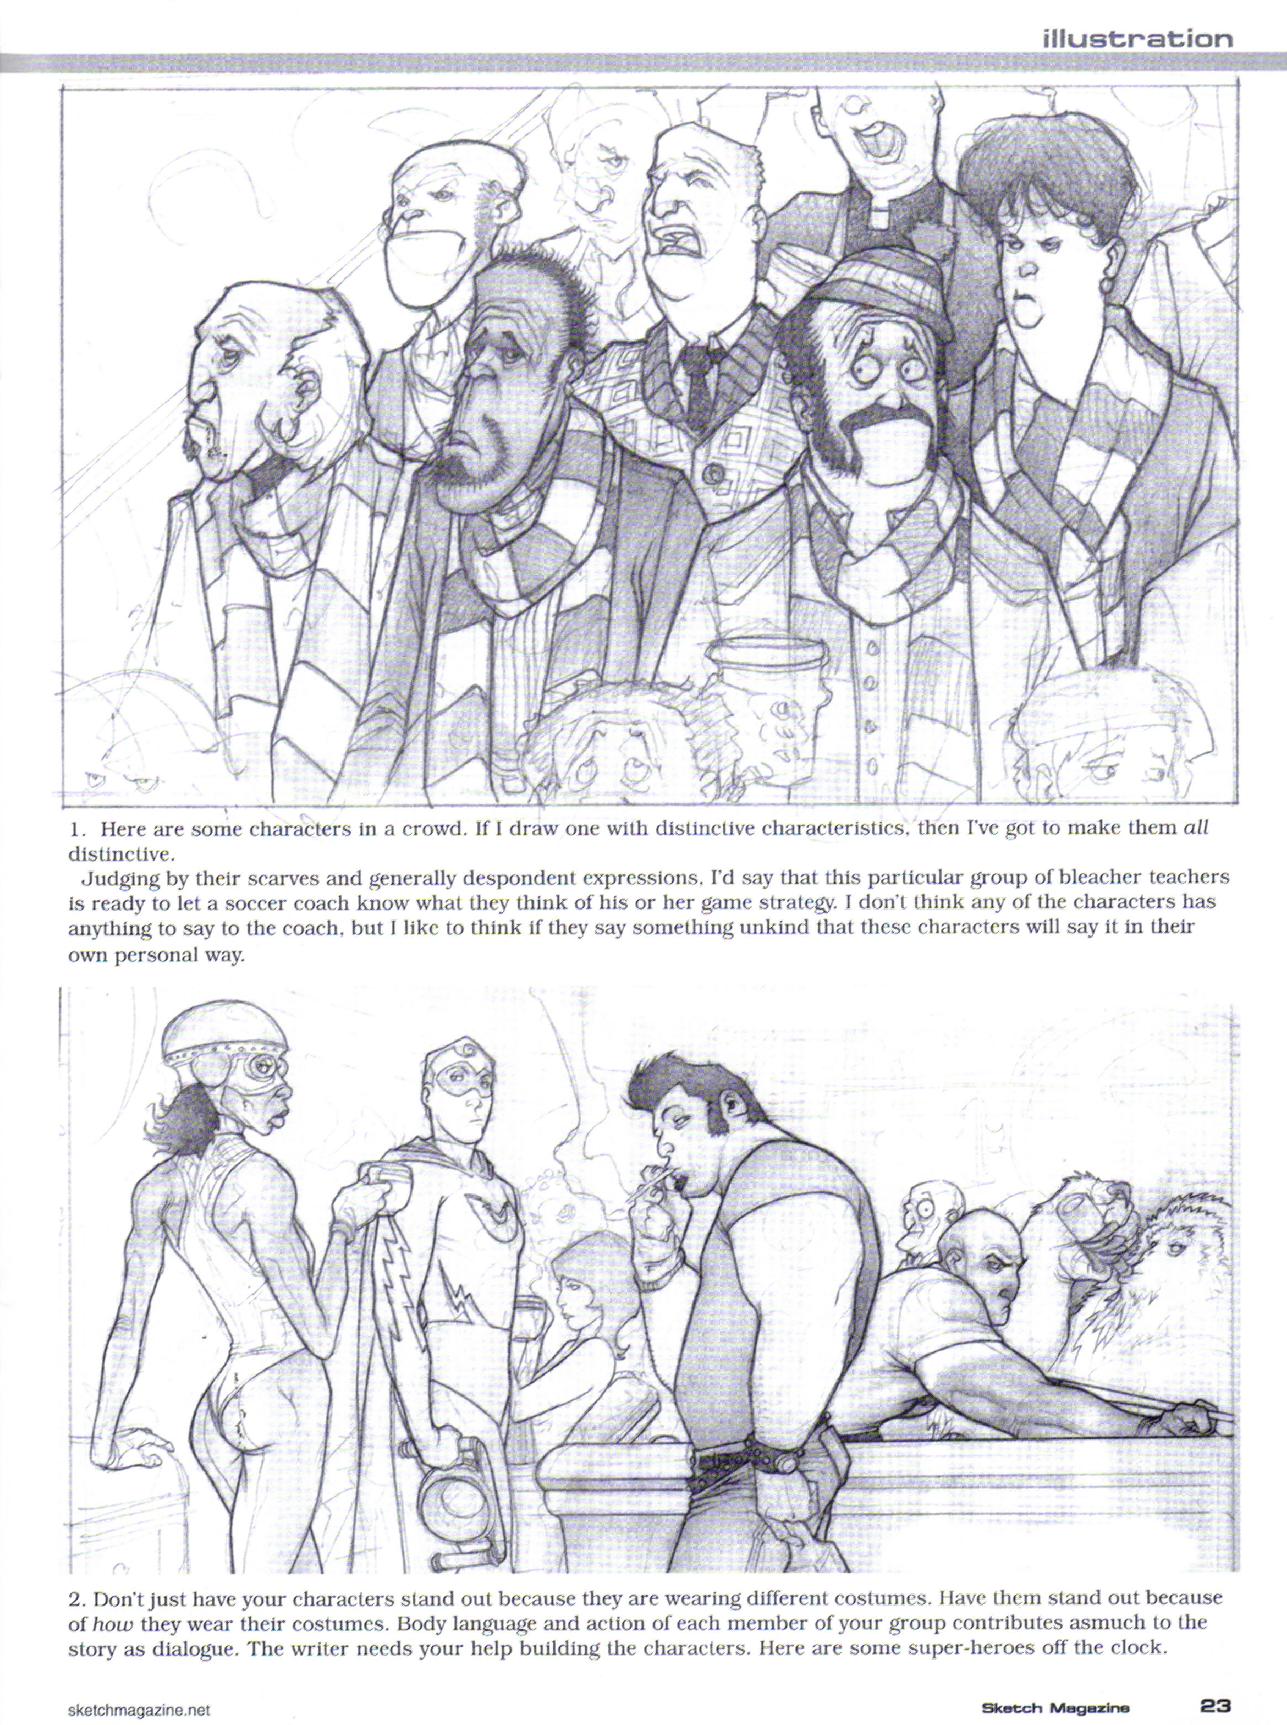 illustration
1. Here are some characters in a crowd. If I draw one with distinctive characteristics, then I've got to make them all
distinctive.
Judging by their scarves and generally despondent expressions, I'd say that this particular group of bleacher teachers
is ready to let a soccer coach know what they think of his or her game strategy. I don't think any of the characters has
anything to say to the coach, but I like to think if they say something unkind that these characters will say it in their
own personal way.
2. Don't just have your characters stand out because they are wearing different costumes. Have them stand out because
of how they wear their costumes. Body language and action of each member of your group contributes asmuch to the
story as dialogue. The writer needs your help building the characters. Here are some super-heroes off the clock.
sketchmagazine.net
Sketch Magazine 23